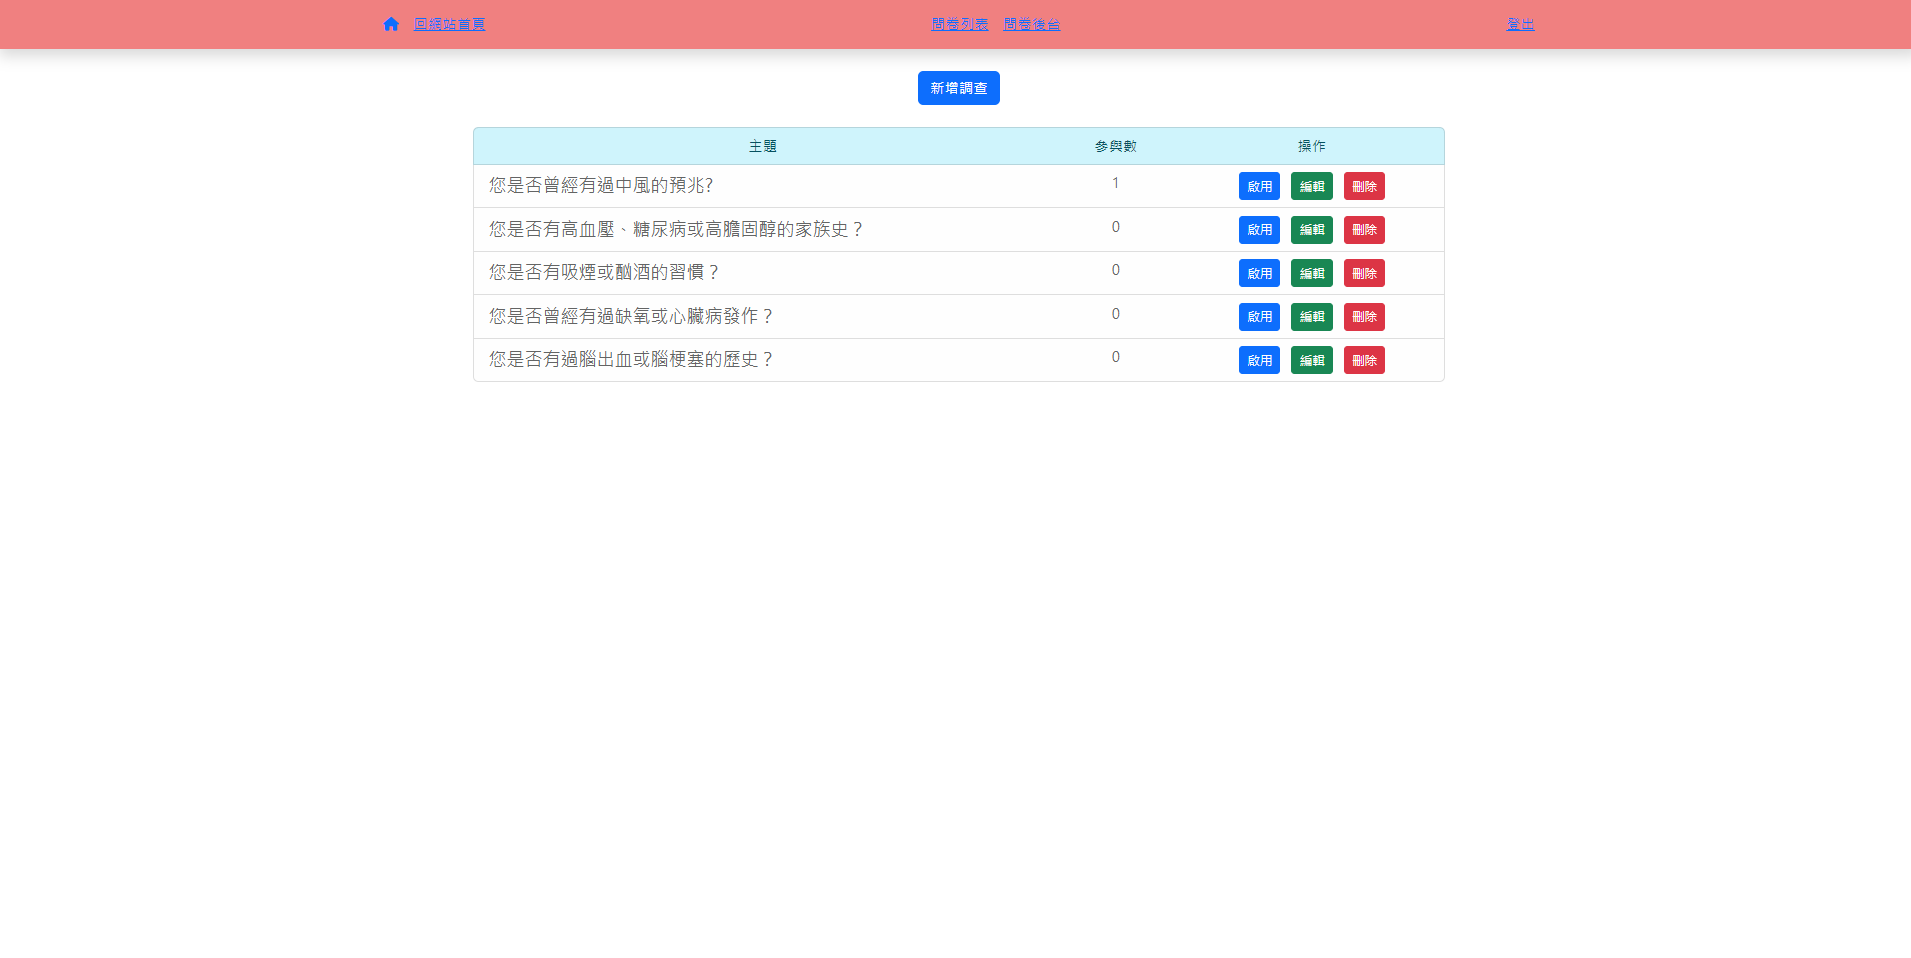 回網站首頁 問卷列表 問卷後台 登出
新增調查
主題 參與數 操作
您是否曾經有過中風的預兆? 1 啟用 編輯 刪除
您是否有高血壓、糖尿病或高膽固醇的家族史？ 0 啟用 編輯 刪除
您是否有吸煙或酗酒的習慣？ 0 啟用 編輯 刪除
您是否曾經有過缺氧或心臟病發作？ 0 啟用 編輯 刪除
您是否有過腦出血或腦梗塞的歷史？ 0 啟用 編輯 刪除